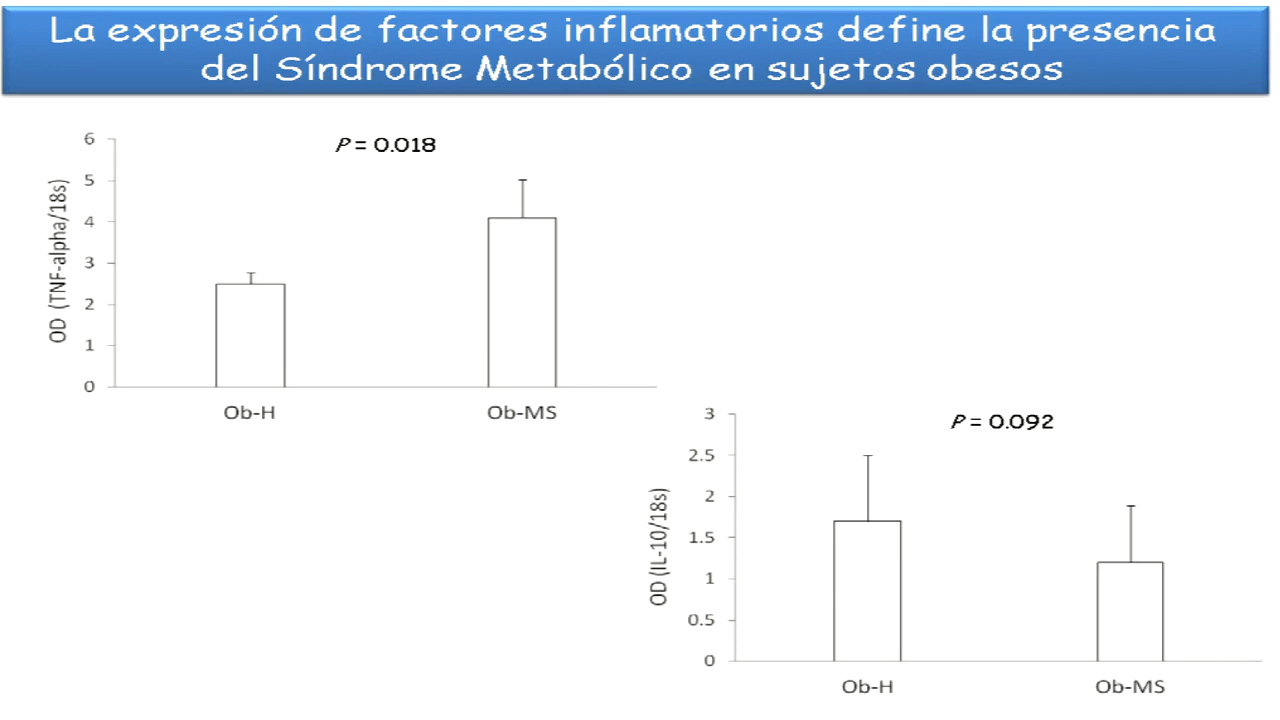 La expresión de factores inflamatorios define la presencia
del Síndrome Metabólico en sujetos obesos
P = 0.018
OD (TNF-alpha/18s)
6
5
4
3
2
1
0
Ob-H
Ob-MS
P = 0.092
OD (IL-10/18s)
3
2.5
2
1.5
1
0.5
0
Ob-H
Ob-MS